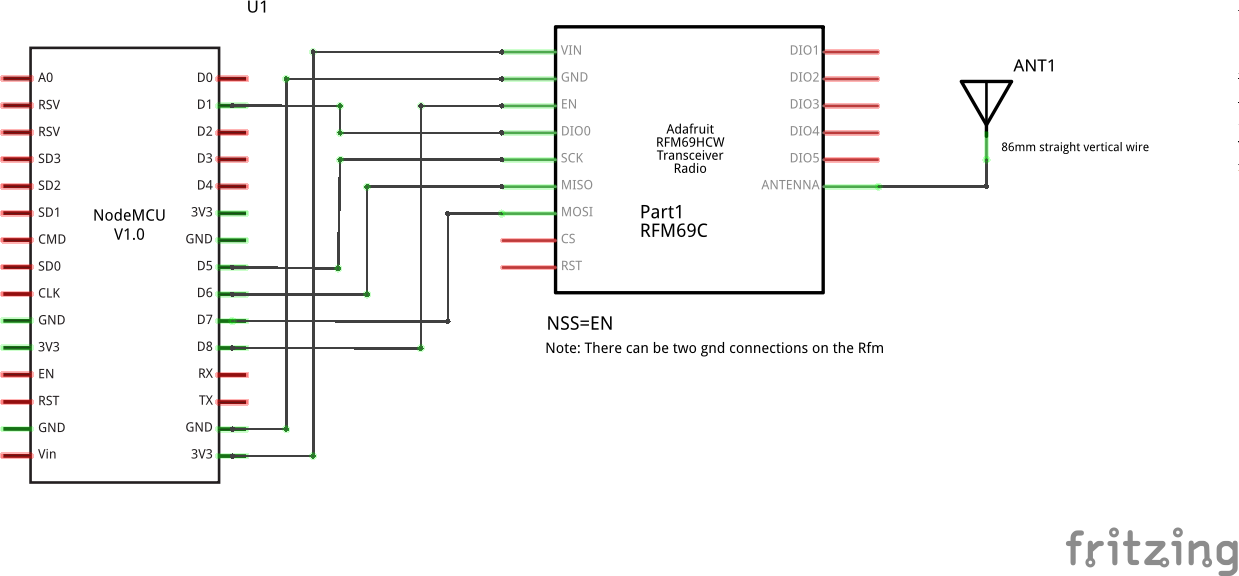 U1
NodeMCU
V1.0
A0
RSV
RSV
SD3
SD2
SD1
CMD
SD0
CLK
GND
3V3
EN
RST
GND
Vin
D0
D1
D2
D3
D4
3V3
GND
D5
D6
D7
D8
RX
TX
GND
3V3
VIN
GND
EN
DIO0
SCK
MISO
MOSI
CS
RST
Adafruit
RFM69HCW
Transceiver
Radio
Part1
RFM69C
DIO1
DIO2
DIO3
DIO4
DIO5
ANTENNA
ANT1
86mm straight vertical wire
NSS=EN
Note: There can be two gnd connections on the Rfm
fritzing